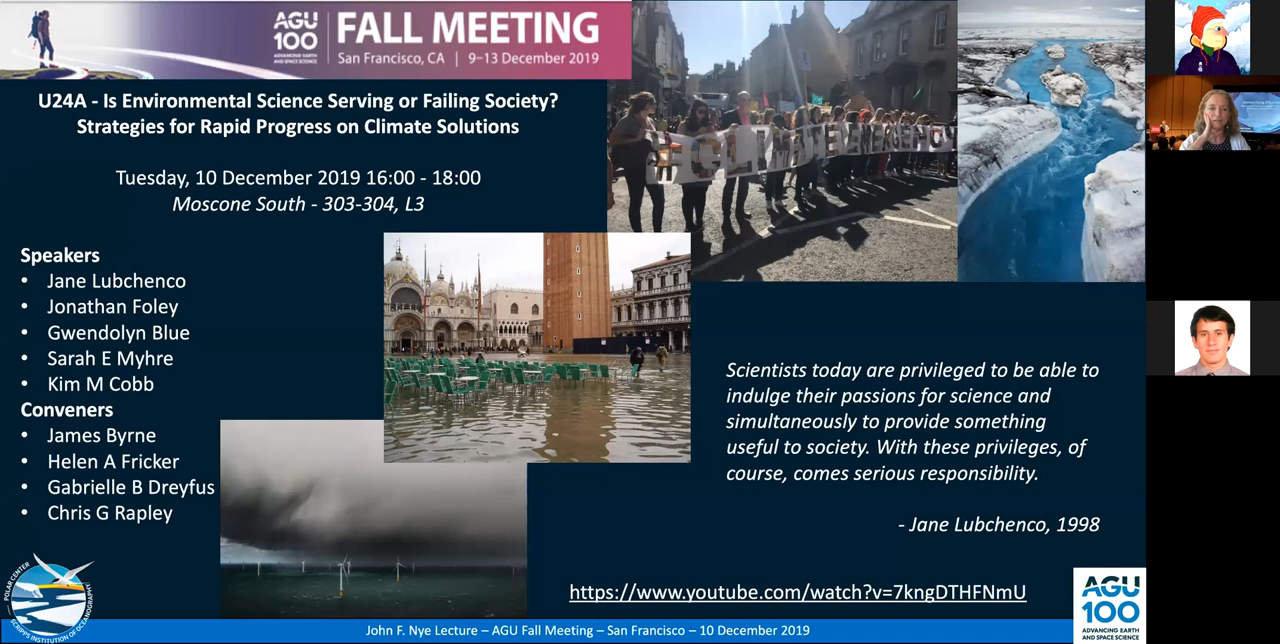 AGU
100
ADVANCING EARTH
AND SPACE SCIENCE
FALL MEETING
San Francisco, CA | 9–13 December 2019
U24A - Is Environmental Science Serving or Failing Society?
Strategies for Rapid Progress on Climate Solutions
Tuesday, 10 December 2019 16:00 - 18:00
Moscone South - 303-304, L3
Speakers
• Jane Lubchenco
• Jonathan Foley
• Gwendolyn Blue
• Sarah E Myhre
• Kim M Cobb
Conveners
• James Byrne
• Helen A Fricker
• Gabrielle B Dreyfus
• Chris G Rapley
Scientists today are privileged to be able to
indulge their passions for science and
simultaneously to provide something
useful to society. With these privileges, of
course, comes serious responsibility.
- Jane Lubchenco, 1998
https://www.youtube.com/watch?v=7kngDTHFNmU
POLAR CENTER
SCRIPPS INSTITUTION OF OCEANOGRAPHY
AGU
100
ADVANCING EARTH
AND SPACE SCIENCE
John F. Nye Lecture – AGU Fall Meeting – San Francisco – 10 December 2019